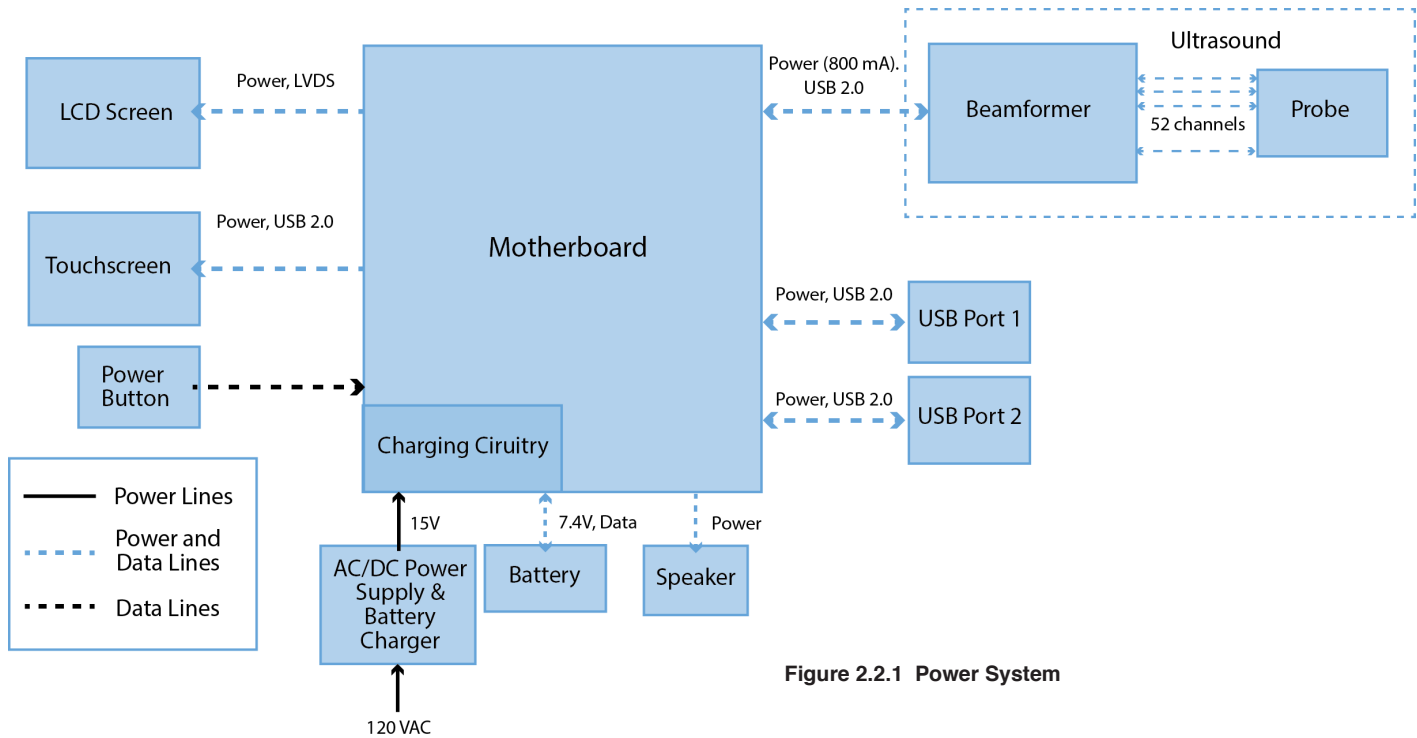 Ultrasound
Power (800 mA).
USB 2.0
Power, LVDS
LCD Screen
Beamformer
Probe
52 channels
Power, USB 2.0
Touchscreen
Motherboard
Power, USB 2.0
USB Port 1
Power
Button
Power, USB 2.0
USB Port 2
Charging Ciruitry
Power Lines
Power and
Data Lines
Data Lines
15V
7.4V, Data
Power
AC/DC Power
Supply &
Battery
Charger
Battery
Speaker
Figure 2.2.1 Power System
120 VAC